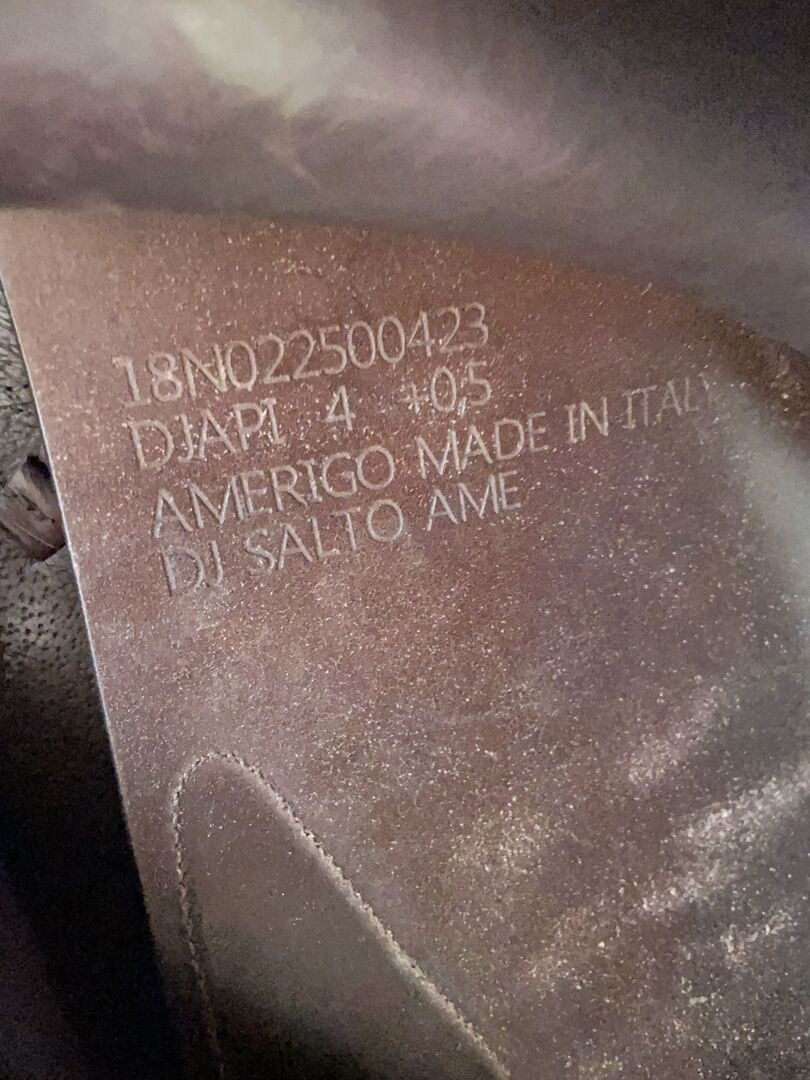 18N022500423
DJAPI 4 +0,5
AMERIGO MADE IN ITALY
DJ SALTO AME